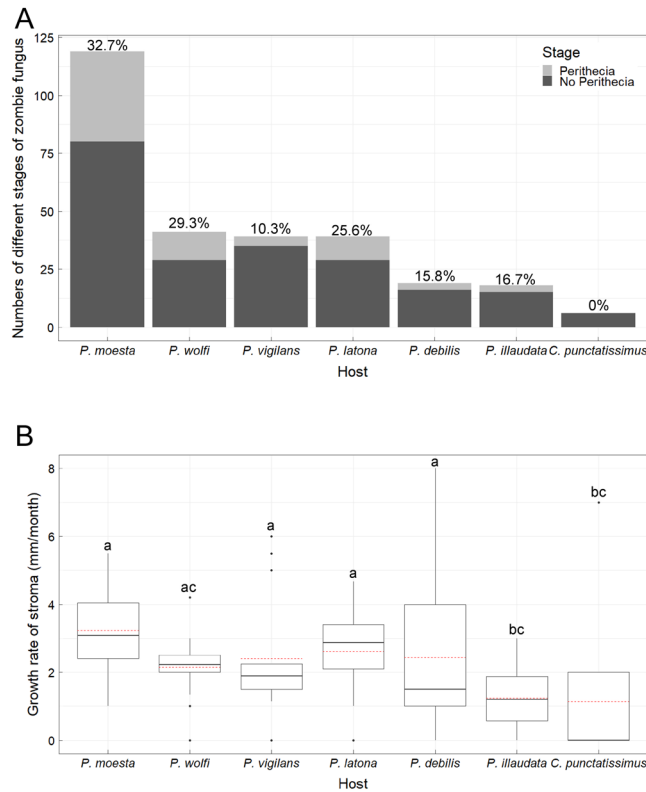 A
Numbers of different stages of zombie fungus
125
100
75
50
25
0
32.7%
29.3%
10.3%
25.6%
15.8%
16.7%
0%
Stage
Perithecia
No Perithecia
P. moesta P. wolfi P. vigilans P. latona P. debilis P. illaudata C. punctatissimus
Host
B
Growth rate of stroma (mm/month)
8
6
4
2
0
a
ac
a
a
a
bc
bc
P. moesta P. wolfi P. vigilans P. latona P. debilis P. illaudata C. punctatissimus
Host